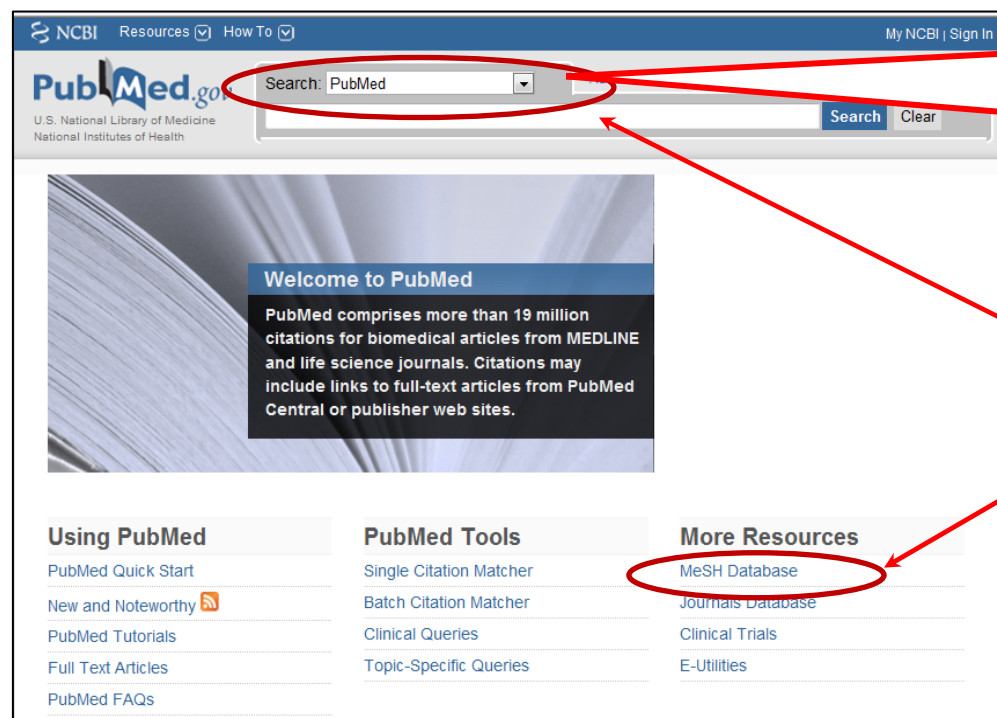 NCBI Resources How To My NCBI | Sign In
PubMed.gov
U.S. National Library of Medicine
National Institutes of Health
Search: PubMed
Search Clear
Welcome to PubMed
PubMed comprises more than 19 million
citations for biomedical articles from MEDLINE
and life science journals. Citations may
include links to full-text articles from PubMed
Central or publisher web sites.
Using PubMed
PubMed Quick Start
New and Noteworthy
PubMed Tutorials
Full Text Articles
PubMed FAQs
PubMed Tools
Single Citation Matcher
Batch Citation Matcher
Clinical Queries
Topic-Specific Queries
More Resources
MeSH Database
Journals Database
Clinical Trials
E-Utilities